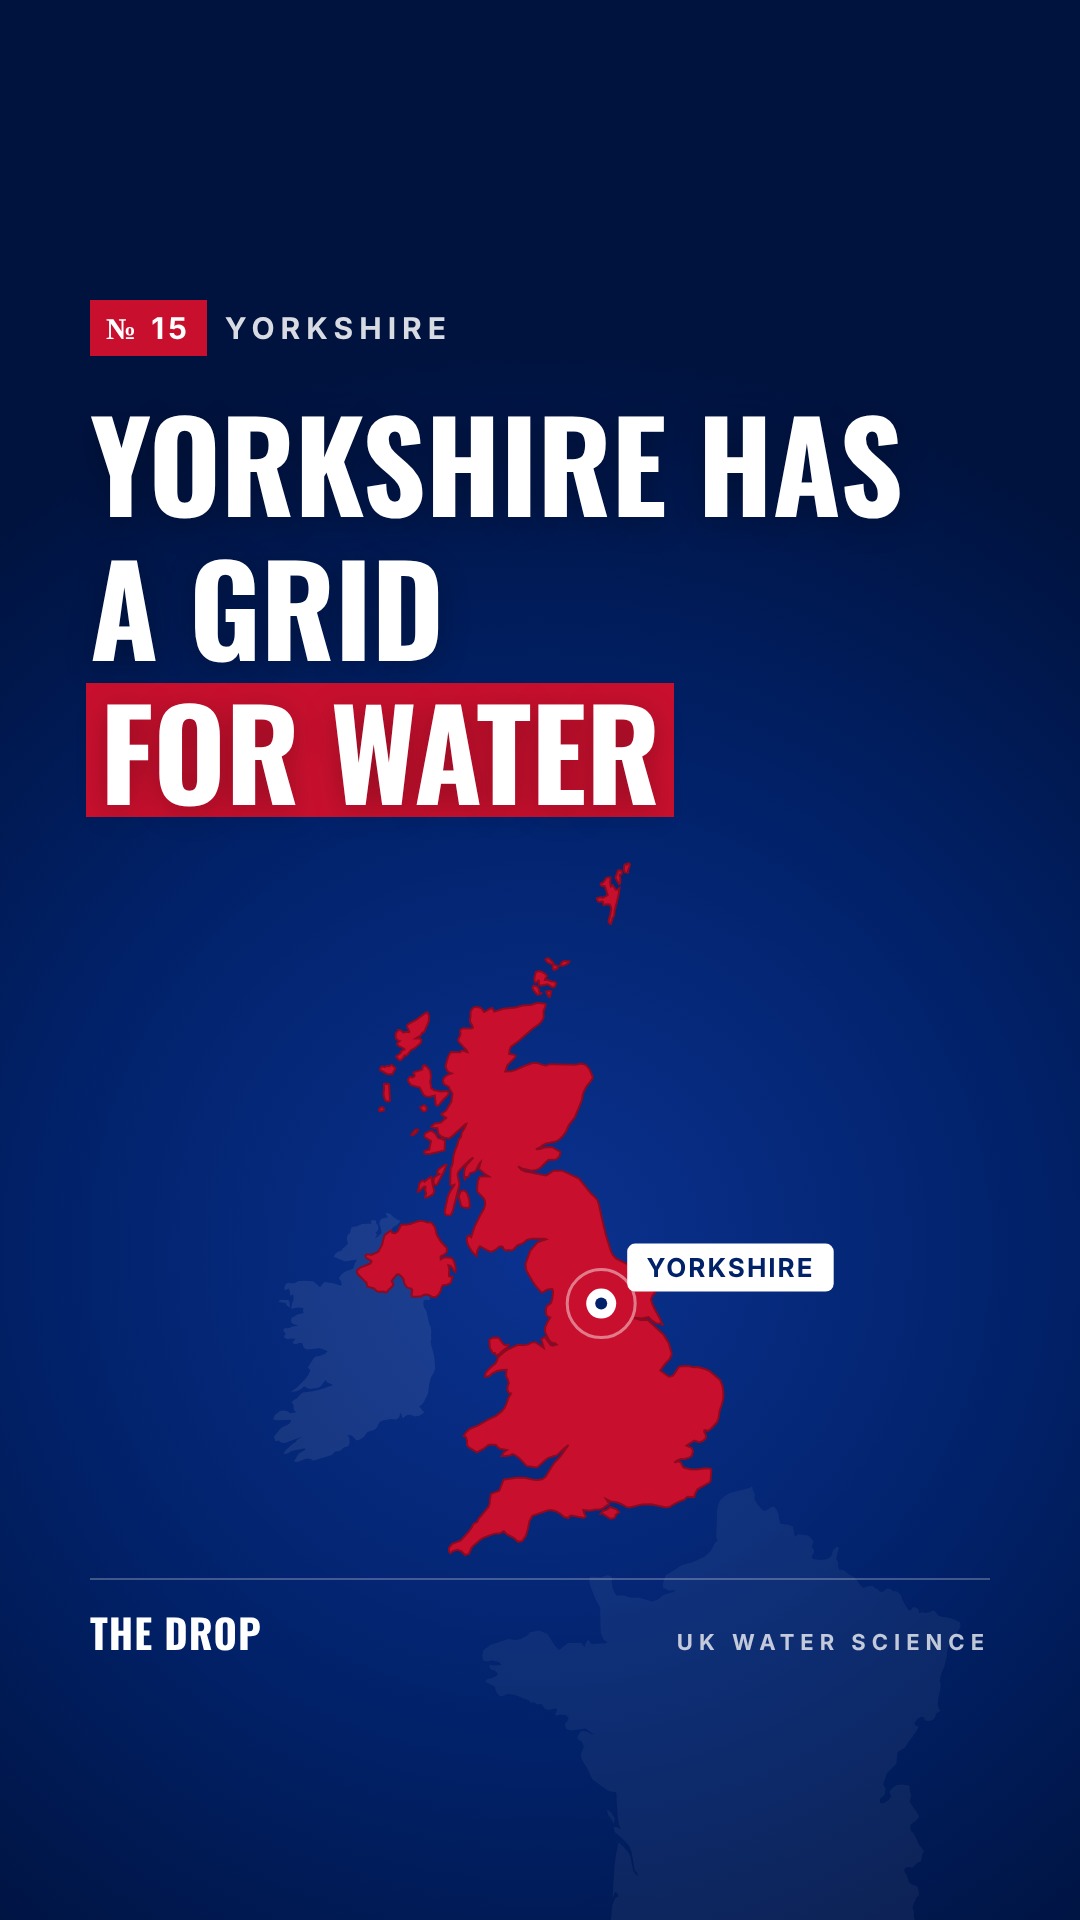 № 15 YORKSHIRE
YORKSHIRE HAS
A GRID
FOR WATER
YORKSHIRE
THE DROP
UK WATER SCIENCE